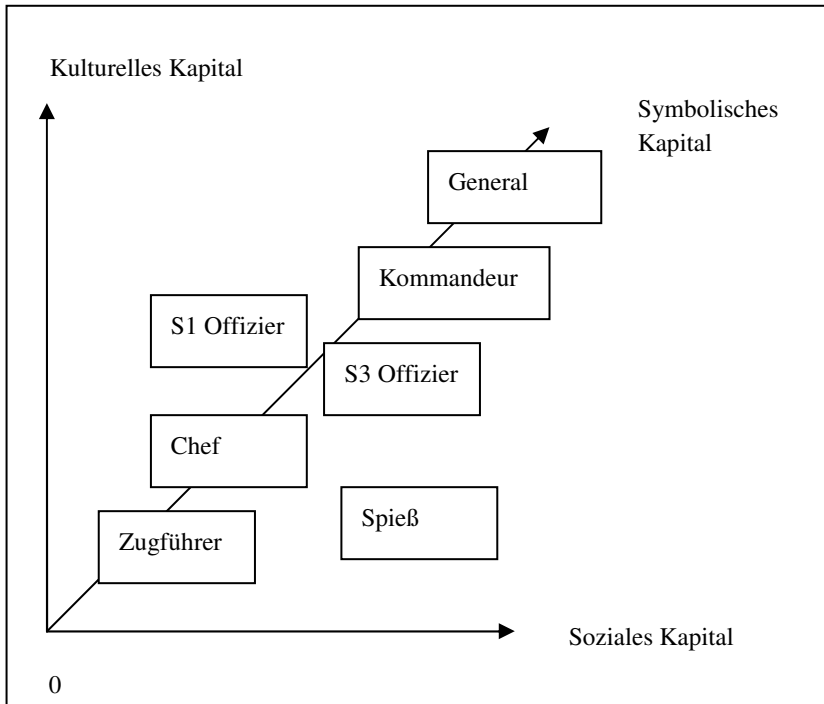 Kulturelles Kapital
Symbolisches
Kapital
General
Kommandeur
S1 Offizier
S3 Offizier
Chef
Spieß
Zugführer
Soziales Kapital
0